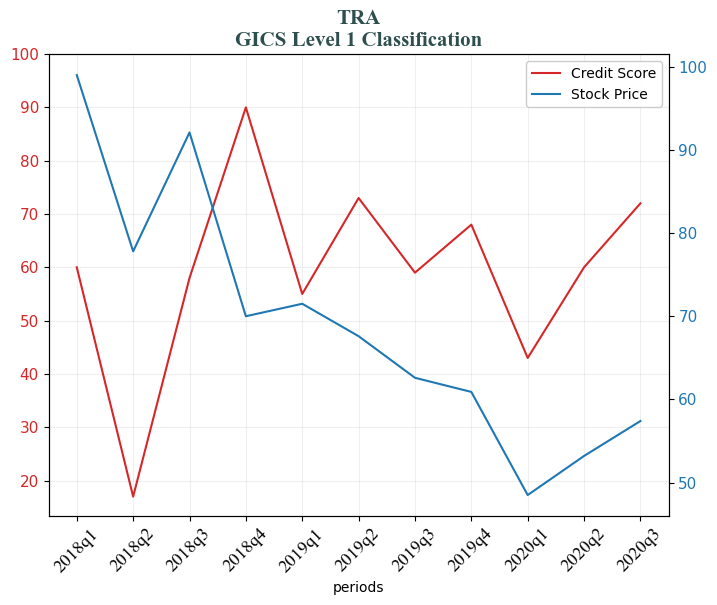 TRA
GICS Level 1 Classification
Credit Score
Stock Price
100
90
80
70
60
50
40
30
20
100
90
80
70
60
50
2018q1 2018q2 2018q3 2018q4 2019q1 2019q2 2019q3 2019q4 2020q1 2020q2 2020q3
periods